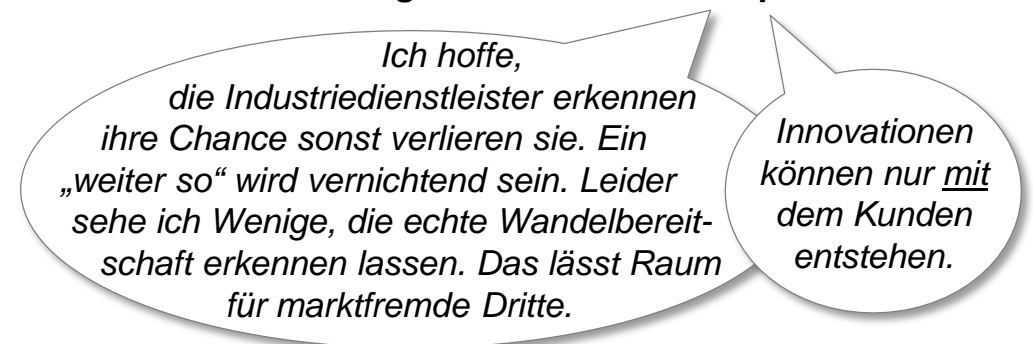 Ich hoffe,
die Industriedienstleister erkennen
ihre Chance sonst verlieren sie. Ein
„weiter so“ wird vernichtend sein. Leider
sehe ich Wenige, die echte Wandelbereit-
schaft erkennen lassen. Das lässt Raum
für marktfremde Dritte.
Innovationen
können nur mit
dem Kunden
entstehen.